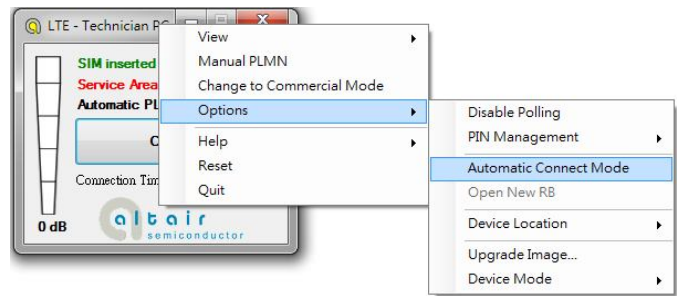 LTE - Technician P
SIM inserted
Service Area
Automatic PL
C
Connection Tim
0 dB
altair
semiconductor
View
Manual PLMN
Change to Commercial Mode
Options
Help
Reset
Quit
Disable Polling
PIN Management
Automatic Connect Mode
Open New RB
Device Location
Upgrade Image...
Device Mode